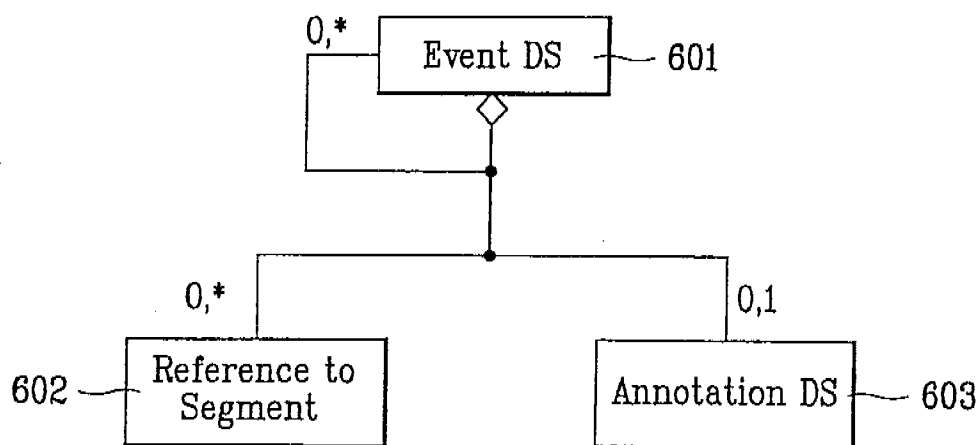 0,*
Event DS
601
0,*
0,1
602
Reference to
Segment
Annotation DS
603